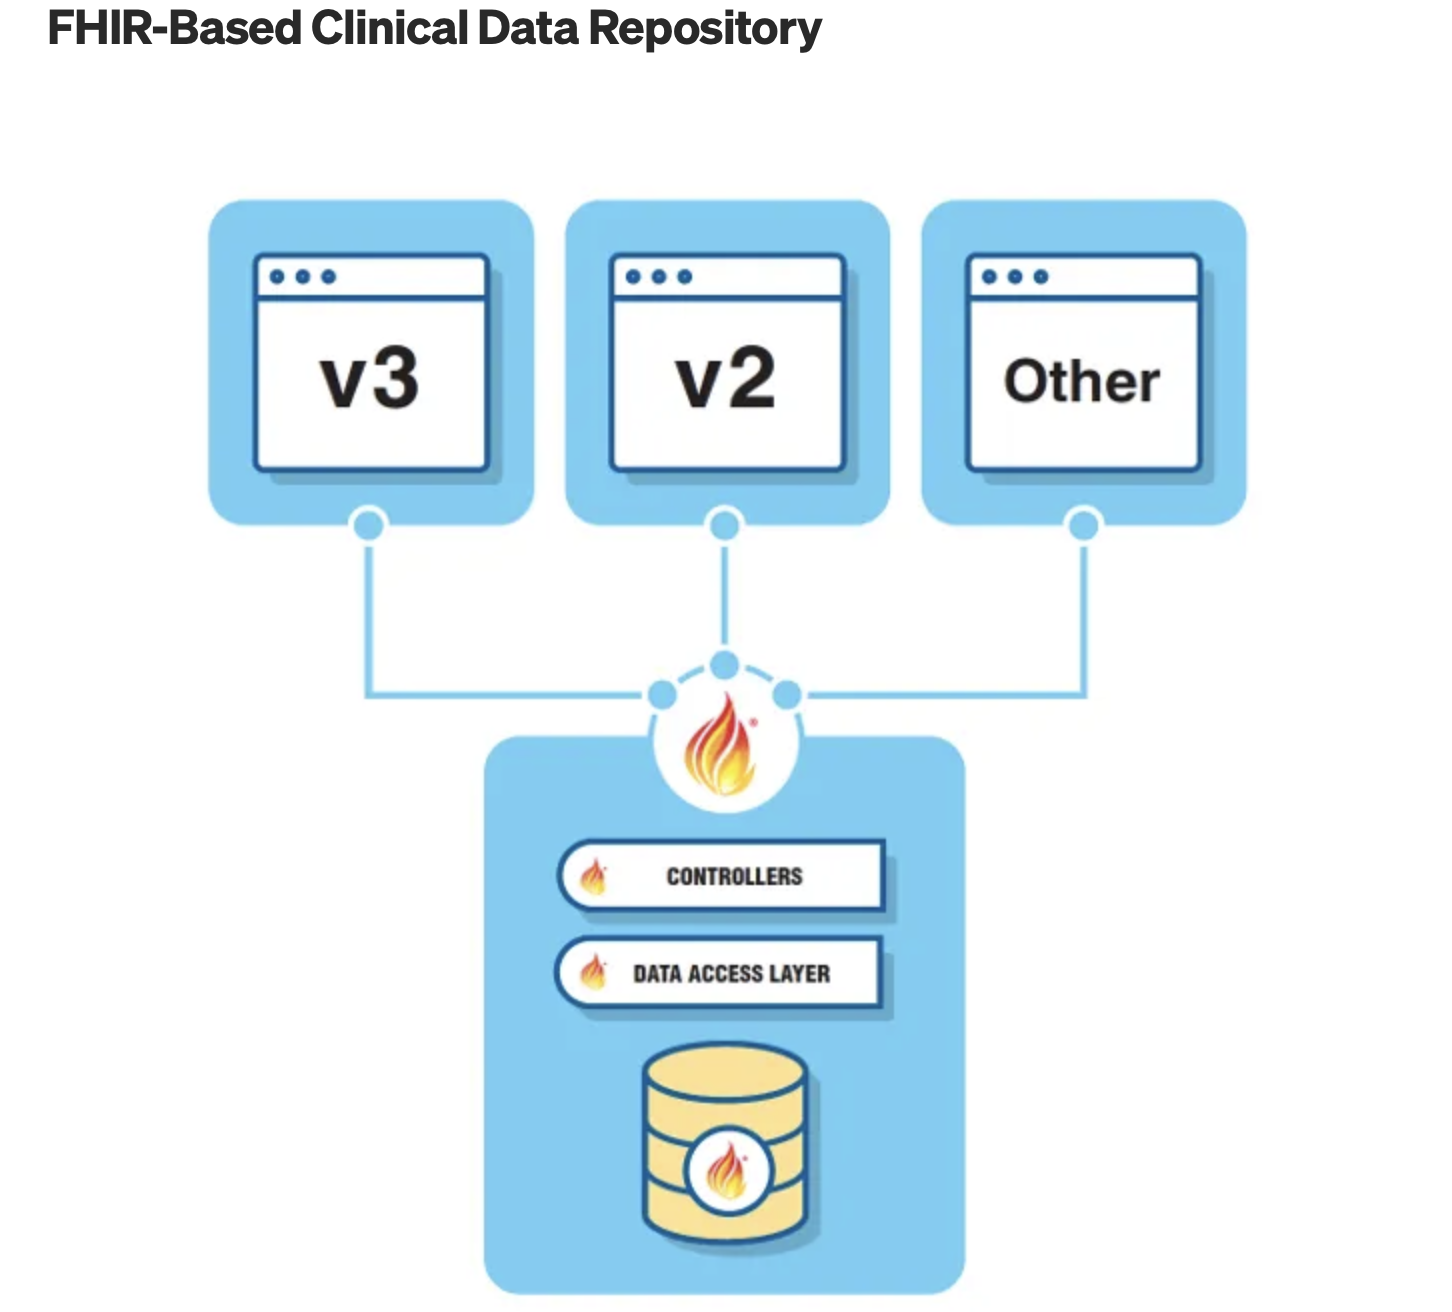 FHIR-Based Clinical Data Repository
v3
v2
Other
CONTROLLERS
DATA ACCESS LAYER